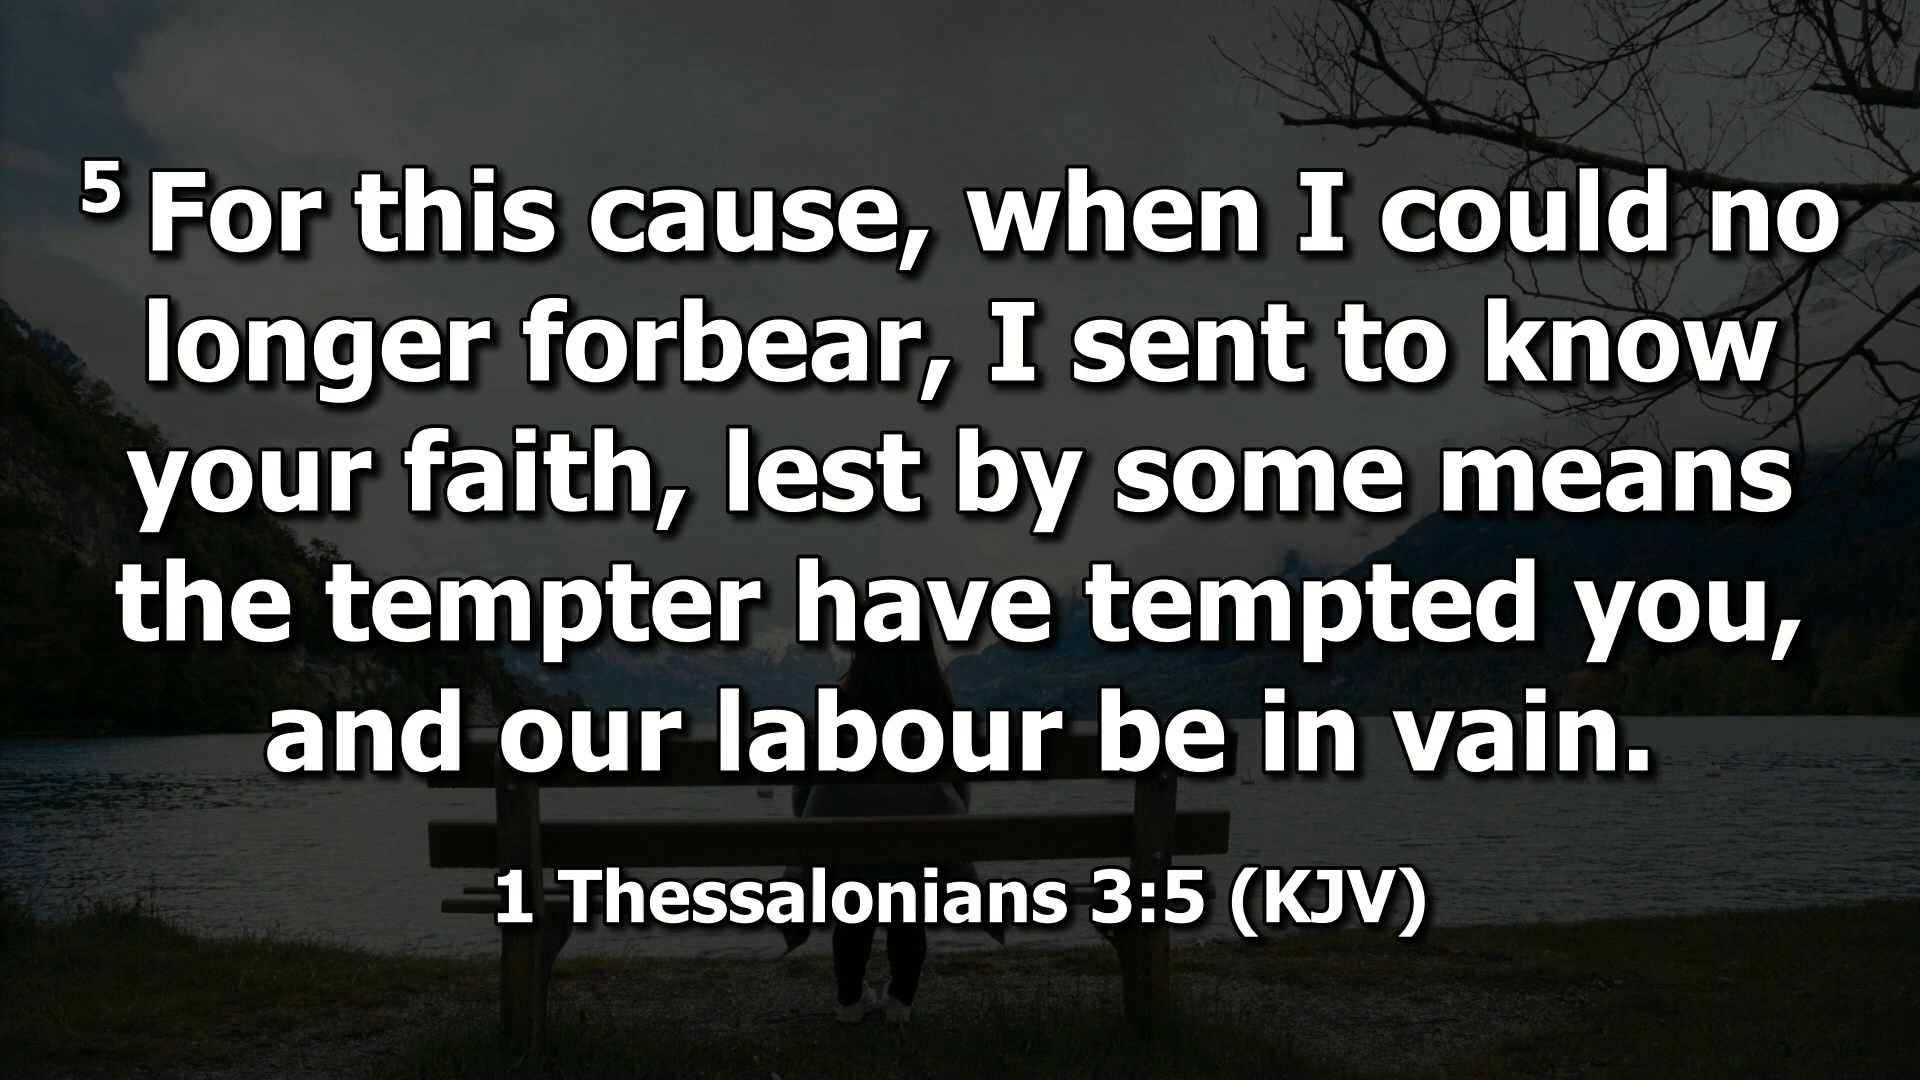 5 For this cause, when I could no
longer forbear, I sent to know
your faith, lest by some means
the tempter have tempted you,
and our labour be in vain.
1 Thessalonians 3:5 (KJV)